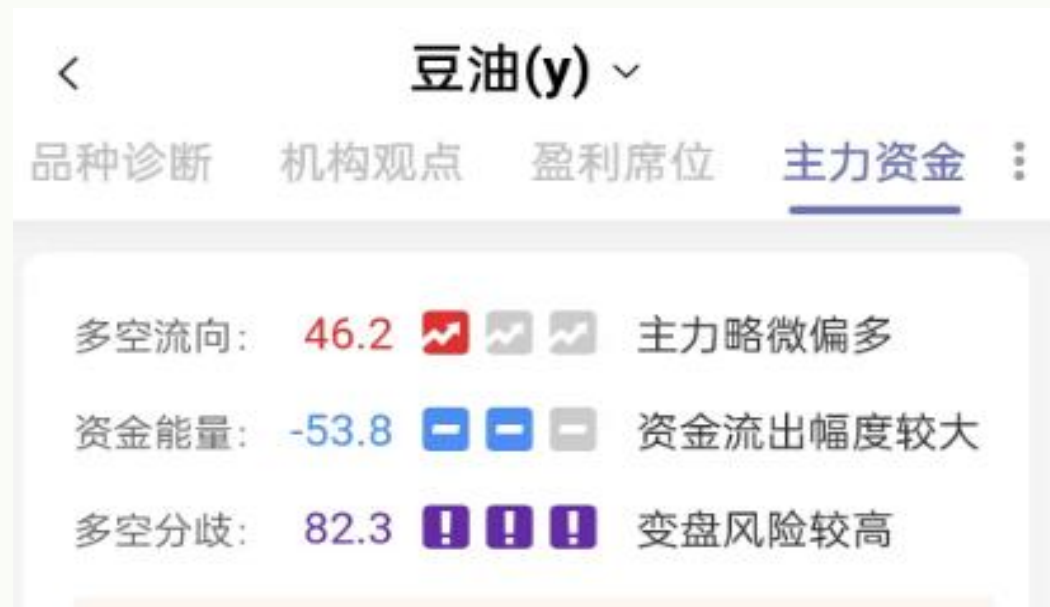 豆油(y)
品种诊断 机构观点 盈利席位 主力资金
多空流向: 46.2 主力略微偏多
资金能量: -53.8 资金流出幅度较大
多空分歧: 82.3 变盘风险较高